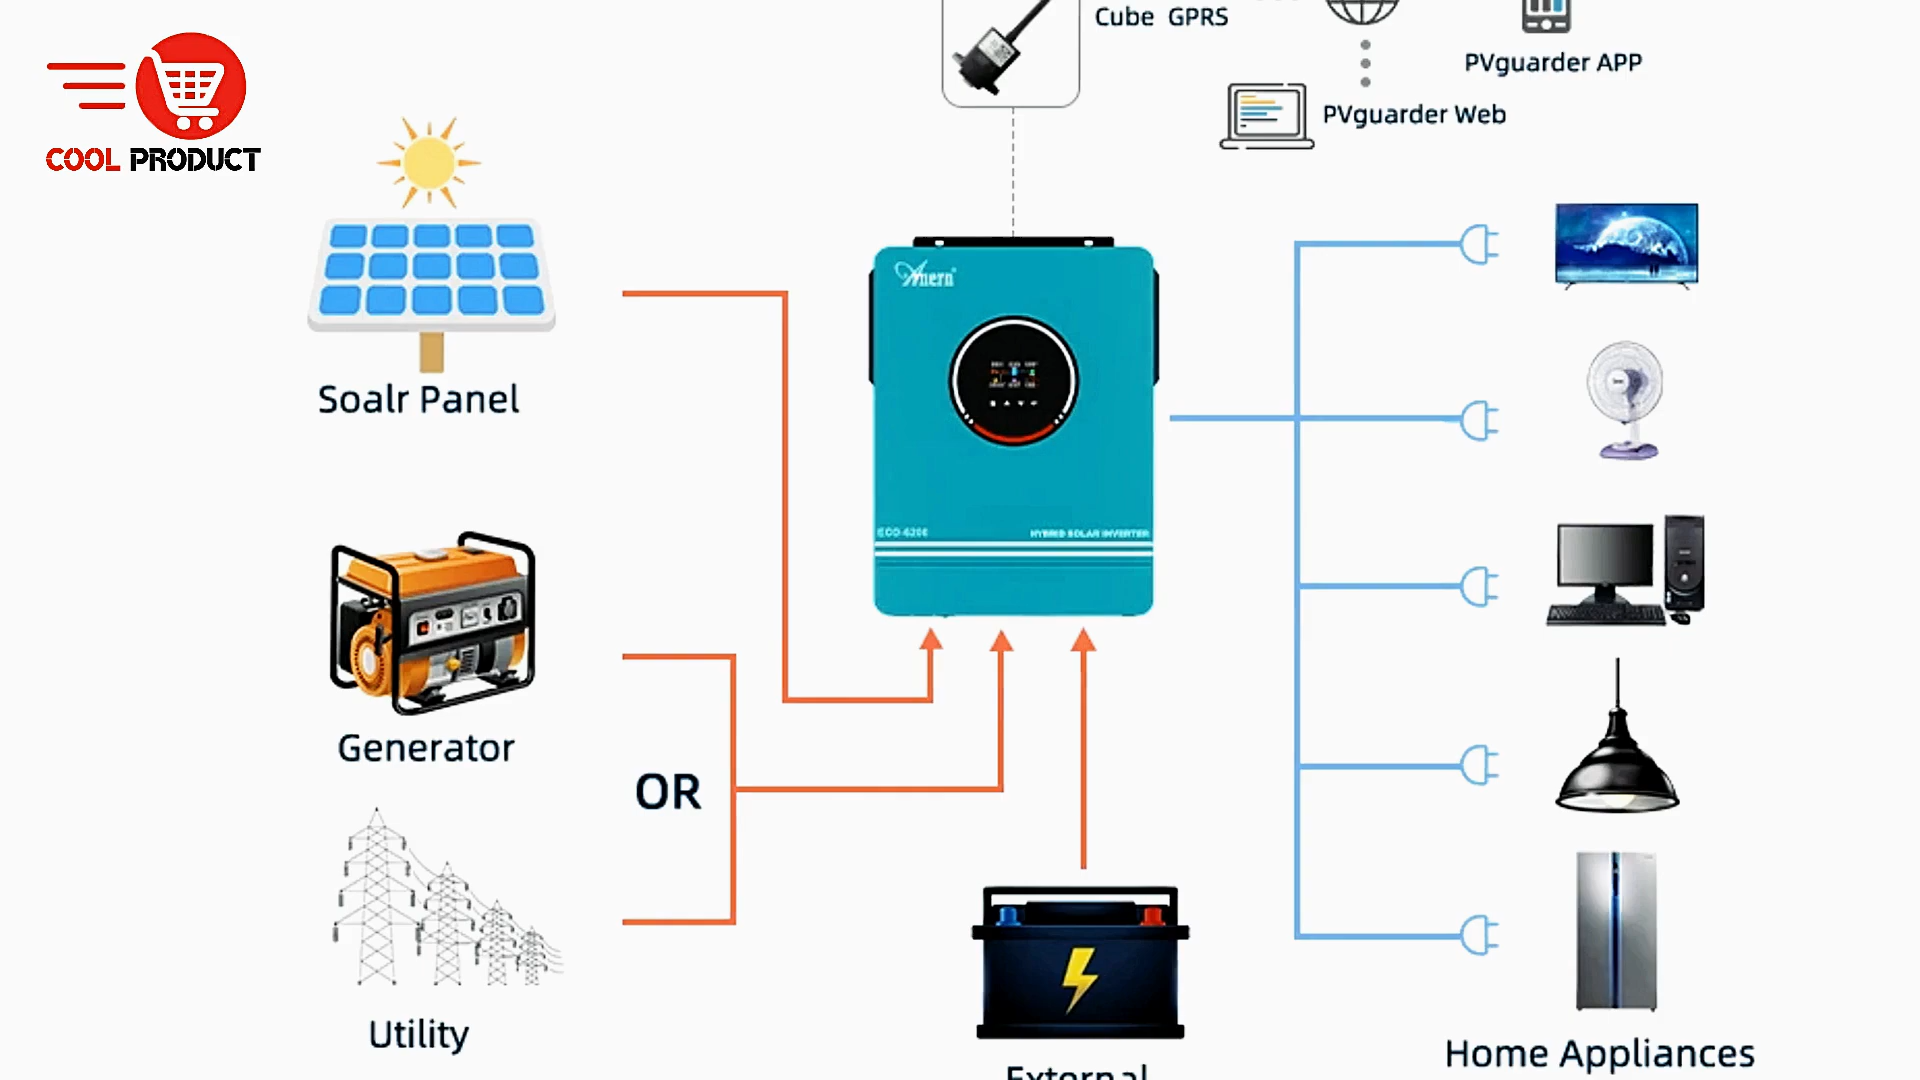 Cube GPRS
PVguarder APP
PVguarder Web
COOL PRODUCT
Anern
Soalr Panel
ECO-6200
HYBRID SOLAR INVERTER
Generator
OR
Utility
External
Home Appliances